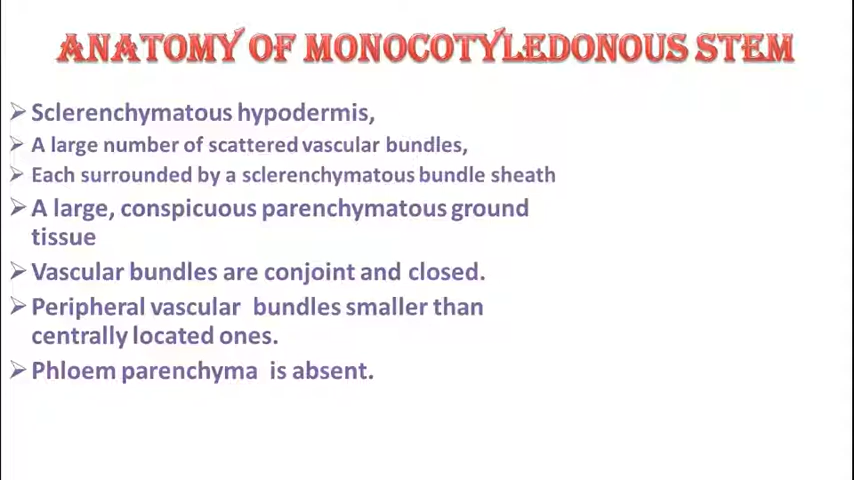 ANATOMY OF MONOCOTYLEDONOUS STEM
➢ Sclerenchymatous hypodermis,
➢ A large number of scattered vascular bundles,
➢ Each surrounded by a sclerenchymatous bundle sheath
➢ A large, conspicuous parenchymatous ground
tissue
➢ Vascular bundles are conjoint and closed.
➢ Peripheral vascular bundles smaller than
centrally located ones.
➢ Phloem parenchyma is absent.